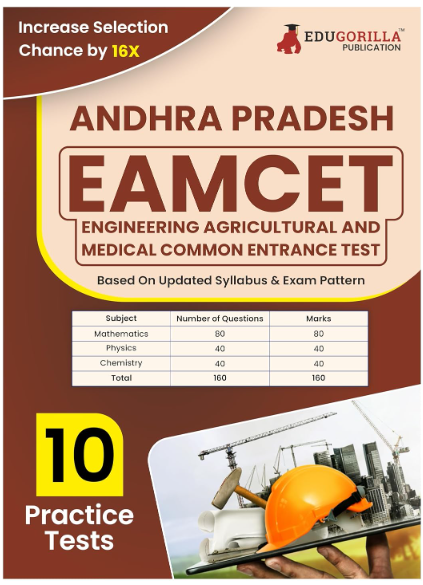 Increase Selection
Chance by 16X
EDUGORILLA™
PUBLICATION
ANDHRA PRADESH
EAMCET
ENGINEERING AGRICULTURAL AND
MEDICAL COMMON ENTRANCE TEST
Based On Updated Syllabus & Exam Pattern
Subject Number of Questions Marks
Mathematics 80 80
Physics 40 40
Chemistry 40 40
Total 160 160
10
Practice
Tests